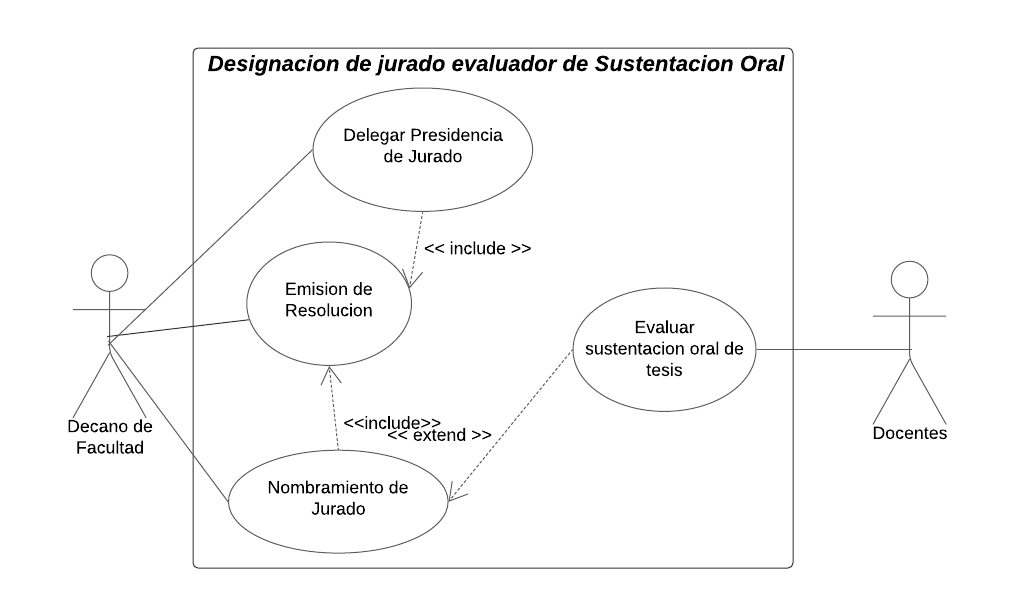 Designacion de jurado evaluador de Sustentacion Oral
Delegar Presidencia
de Jurado
<< include >>
Emision de
Resolucion
Evaluar
sustentacion oral de
tesis
<<include>>
<< extend >>
Decano de
Facultad
Docentes
Nombramiento de
Jurado